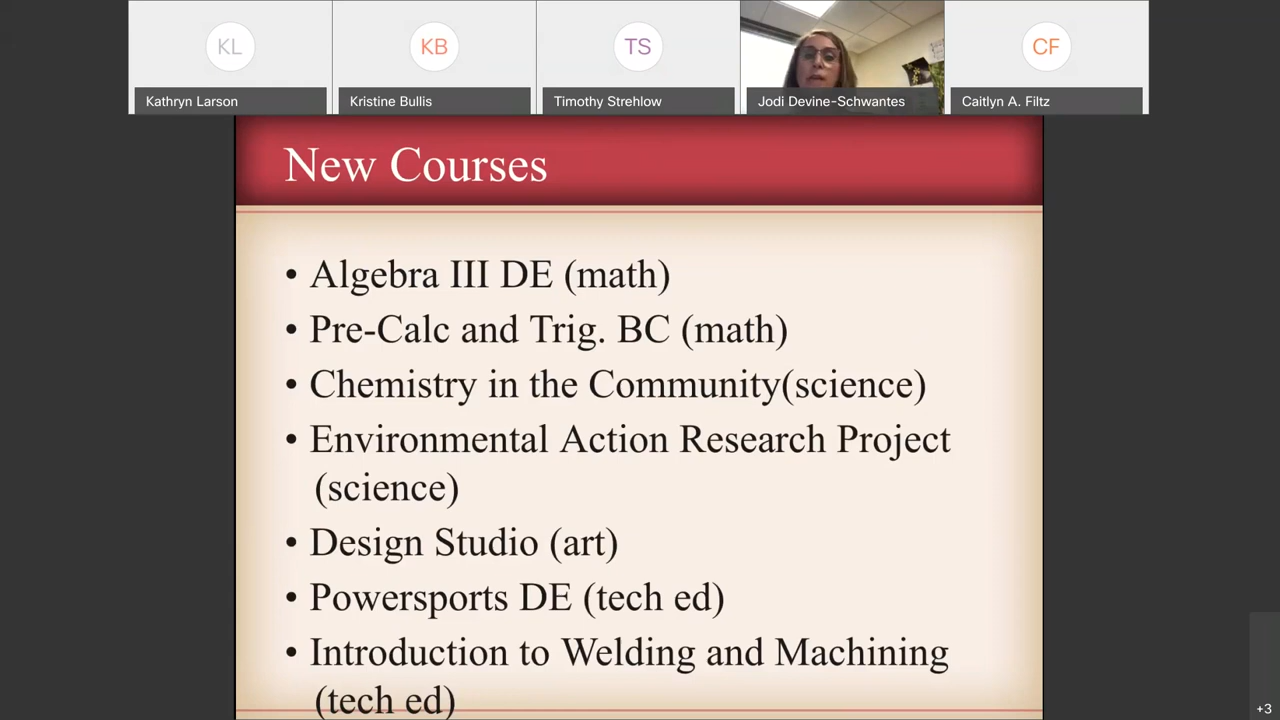 KL
KB
TS
CF
Kathryn Larson
Kristine Bullis
Timothy Strehlow
Jodi Devine-Schwantes
Caitlyn A. Filtz
New Courses
• Algebra III DE (math)
• Pre-Calc and Trig. BC (math)
• Chemistry in the Community(science)
• Environmental Action Research Project
(science)
• Design Studio (art)
• Powersports DE (tech ed)
• Introduction to Welding and Machining
(tech ed)
+3